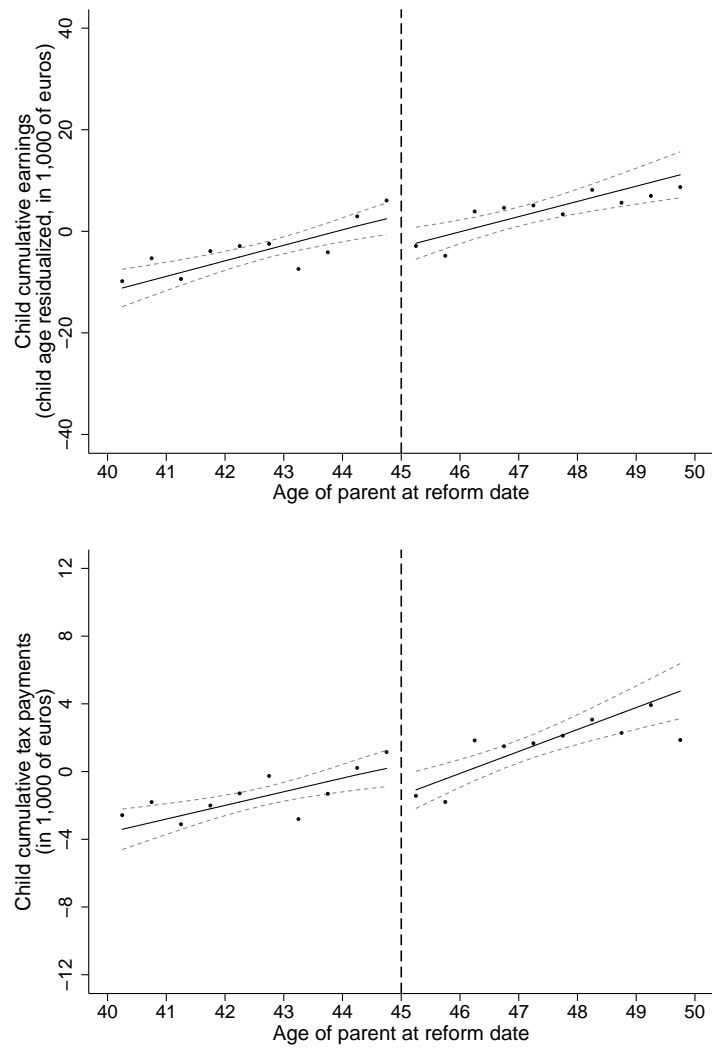 Child cumulative earnings
(child age residualized, in 1,000 of euros)
40
20
0
−20
−40
40 41 42 43 44 45 46 47 48 49 50
Age of parent at reform date
Child cumulative tax payments
(in 1,000 of euros)
12
8
4
0
−4
−8
−12
40 41 42 43 44 45 46 47 48 49 50
Age of parent at reform date